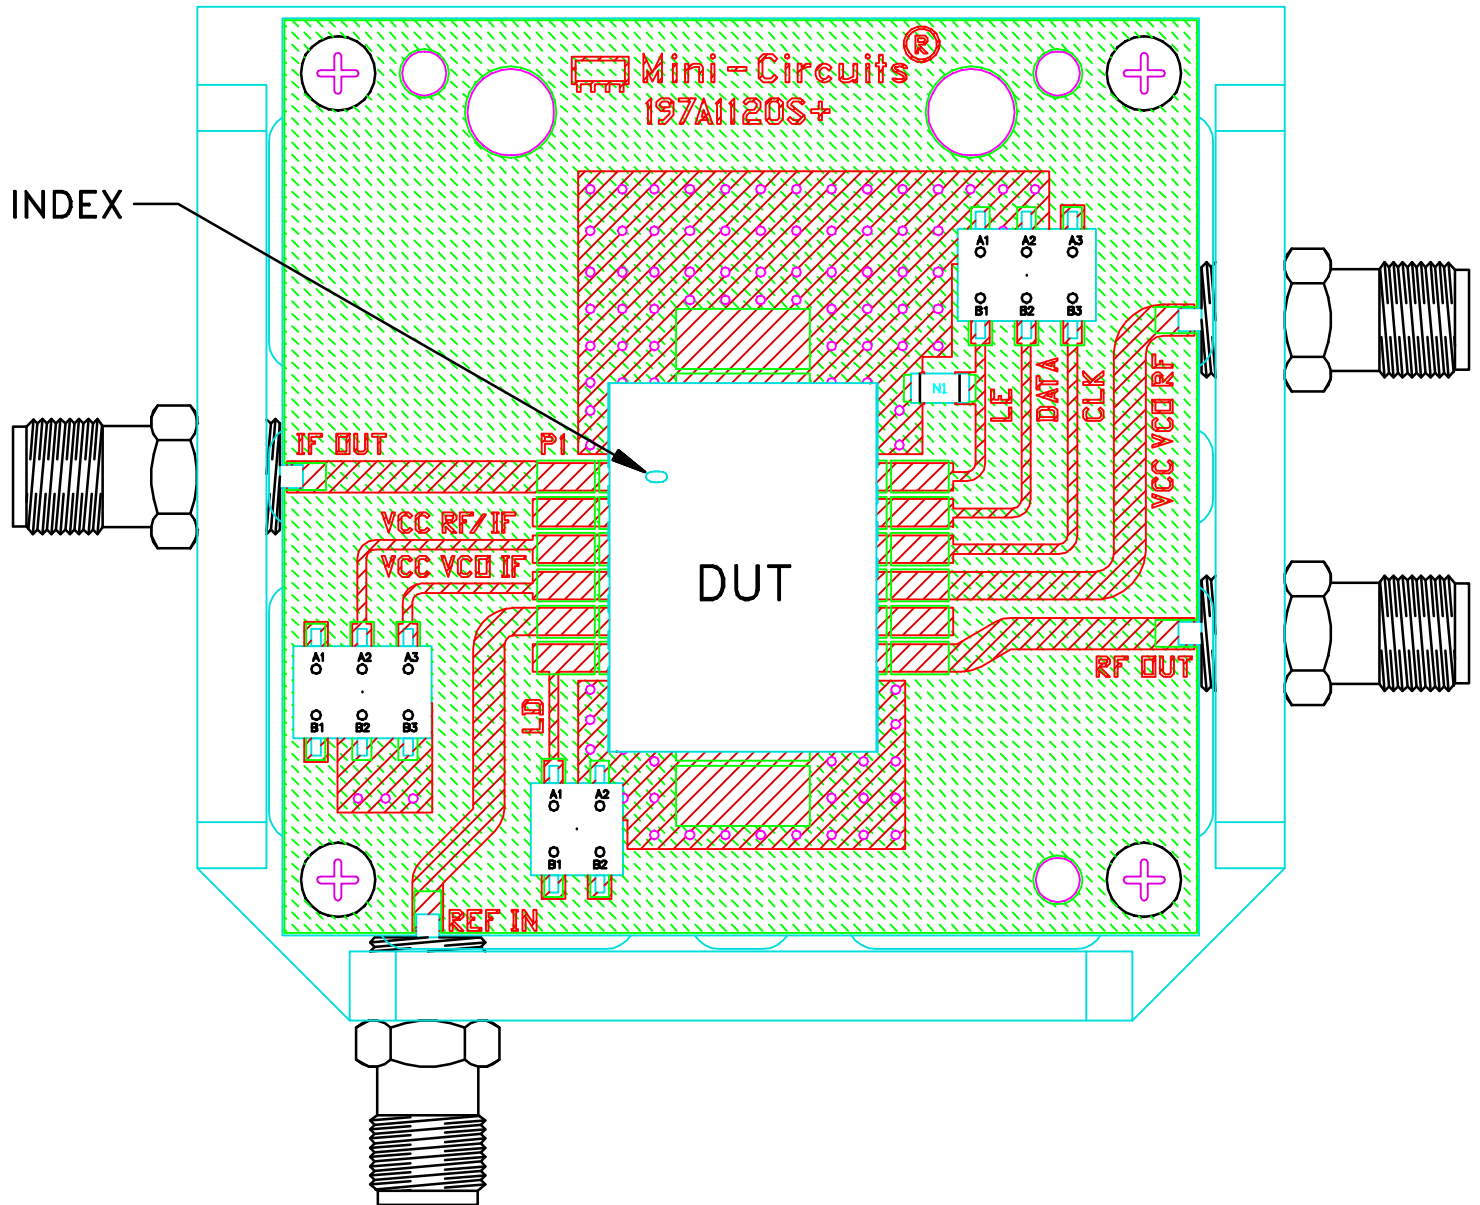 Mini-Circuits®
197A1120S+
INDEX
A1 A2 A3
B1 B2 B3
N1
LE
DATA
CLK
VCC VCO RF
IF OUT
P1
VCC RF/IF
VCC VCO IF
DUT
RF OUT
A1 A2 A3
B1 B2 B3
LD
A1 A2
B1 B2
REF IN